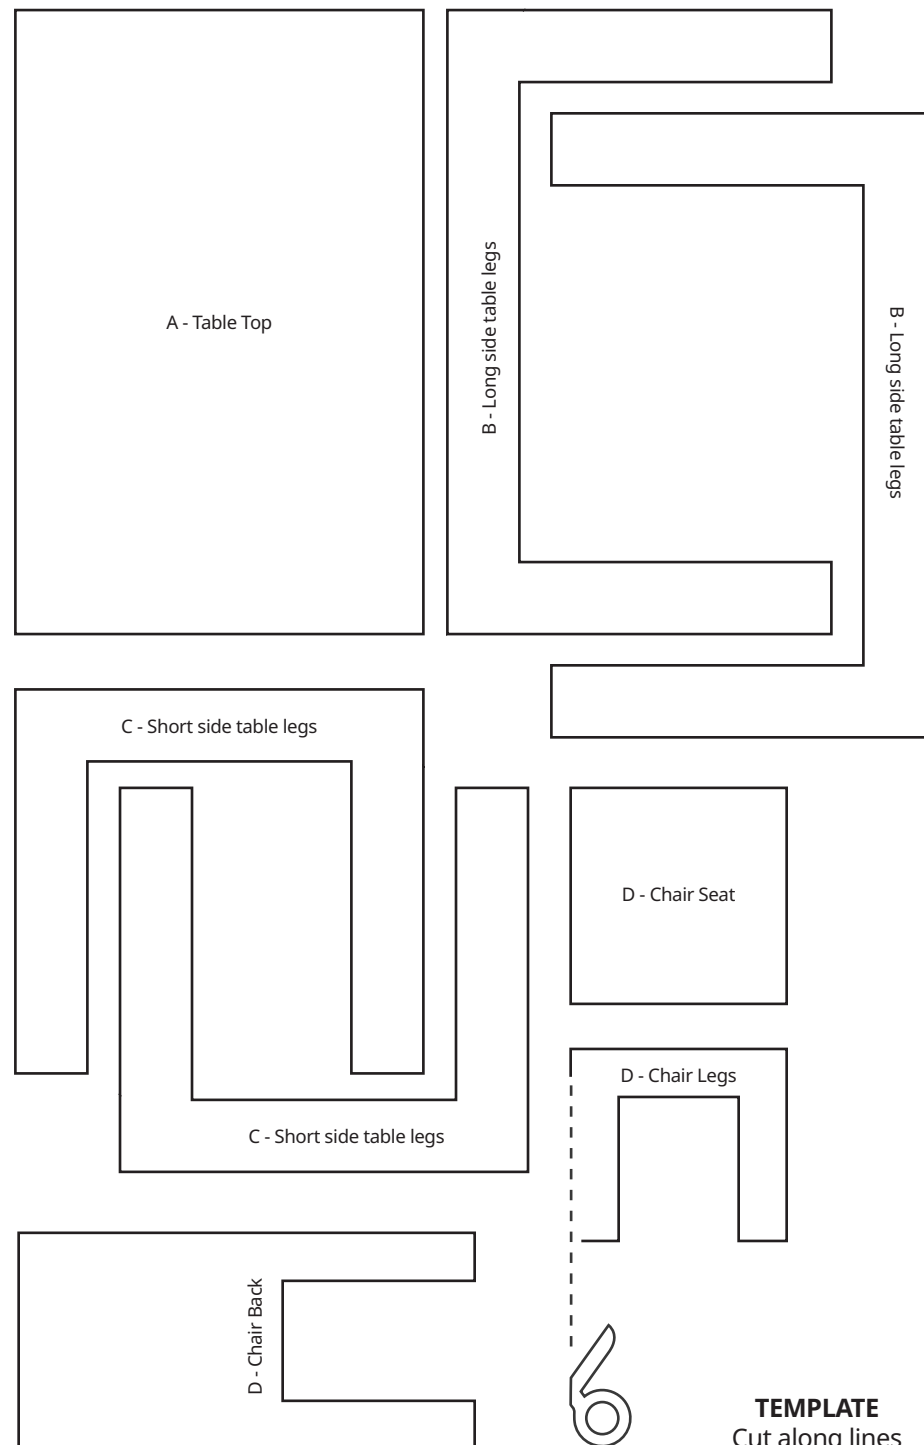 A - Table Top
B - Long side table legs
B - Long side table legs
C - Short side table legs
D - Chair Seat
D - Chair Legs
C - Short side table legs
D - Chair Back
TEMPLATE
Cut along lines